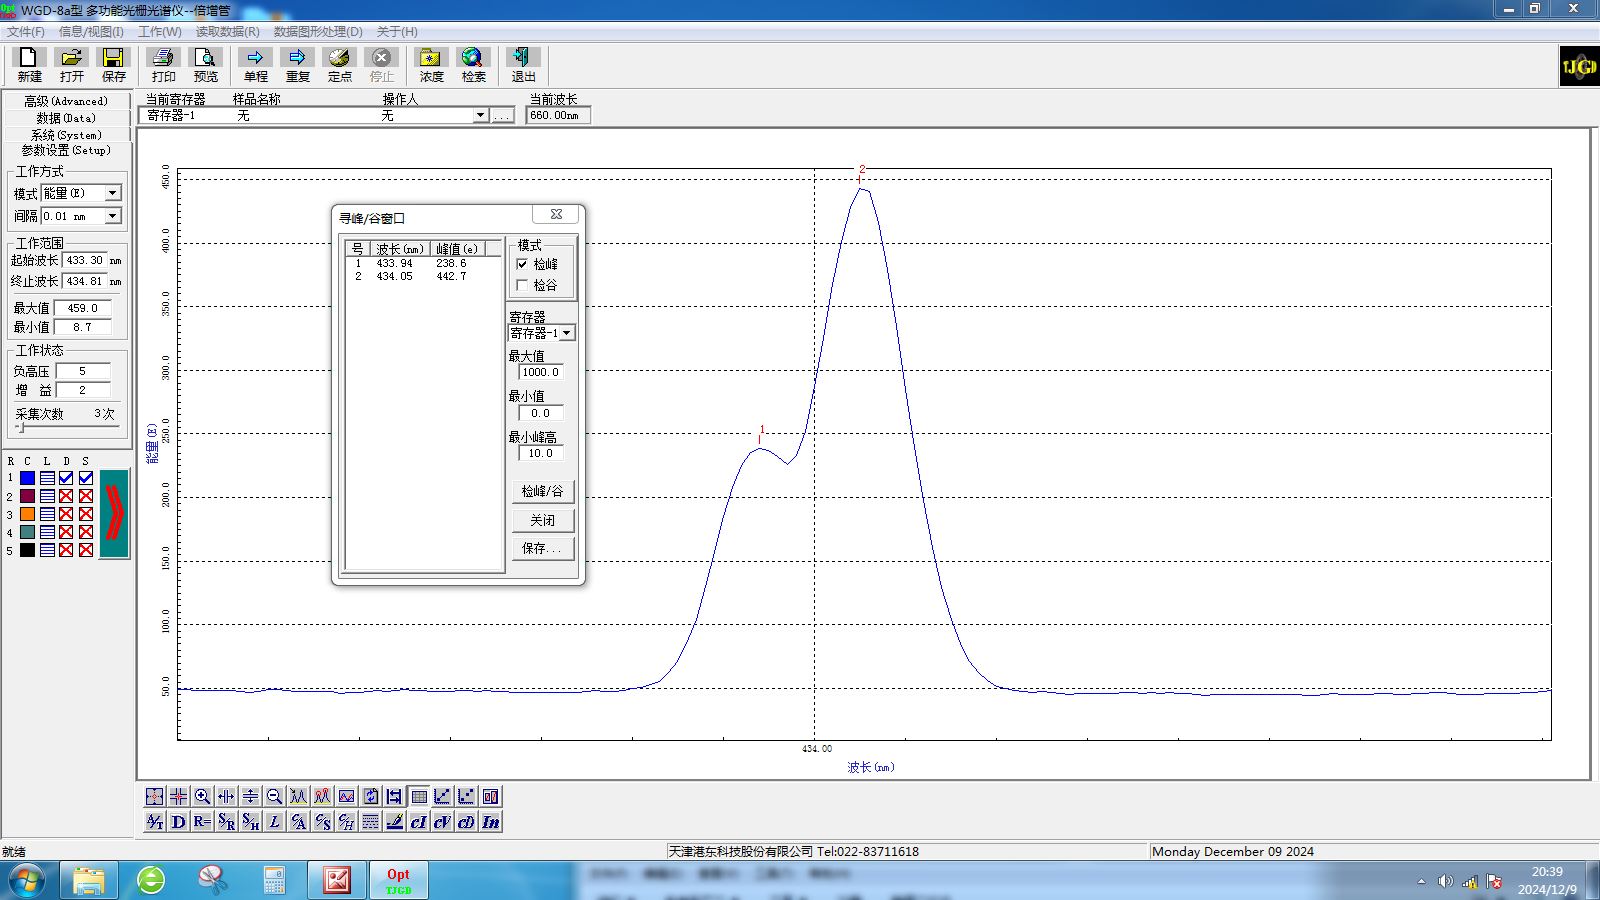 WGD-8a型 多功能光栅光谱仪--倍增管
文件(F) 信息/视图(I) 工作(W) 读取数据(R) 数据图形处理(D) 关于(H)
新建 打开 保存 打印 预览 单程 重复 定点 停止 浓度 检索 退出
TJGD
高级(Advanced)
数据(Data)
系统(System)
参数设置(Setup)
当前寄存器 样品名称 操作人 当前波长
寄存器-1 无 无 ... 660.00nm
工作方式
模式 能量(E)
间隔 0.01 nm
工作范围
起始波长 433.30 nm
终止波长 434.81 nm
最大值 459.0
最小值 8.7
工作状态
负高压 5
增 益 2
采集次数 3次
R C L D S
1
2
3
4
5
寻峰/谷窗口
号 波长(nm) 峰值(e)
1 433.94 238.6
2 434.05 442.7
模式
检峰
检谷
寄存器
寄存器-1
最大值
1000.0
最小值
0.0
最小峰高
10.0
检峰/谷
关闭
保存...
450.0
400.0
350.0
300.0
250.0
200.0
150.0
100.0
50.0
能量(E)
1
2
434.00
波长(nm)
A/T D R= S/R S/H L C/A C/S C/H cI cV cD In
就绪
天津港东科技股份有限公司 Tel:022-83711618
Monday December 09 2024
Opt
TJGD
20:39
2024/12/9